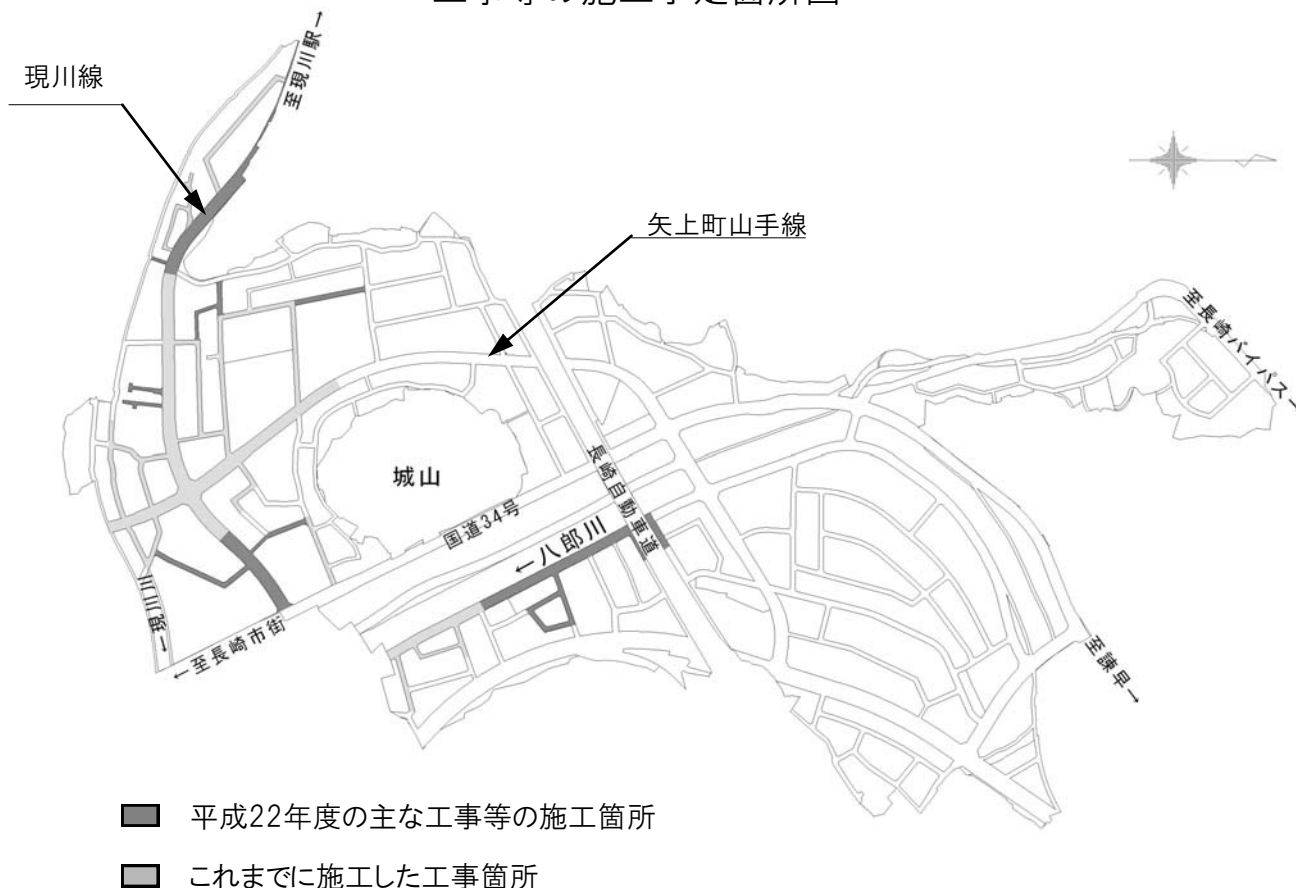 至現川駅→
現川線
矢上町山手線
至長崎バイパス→
城山
長崎自動車道
国道34号
←八郎川
現川川→
←至長崎市街
至諫早→
平成22年度の主な工事等の施工箇所
これまでに施工した工事箇所